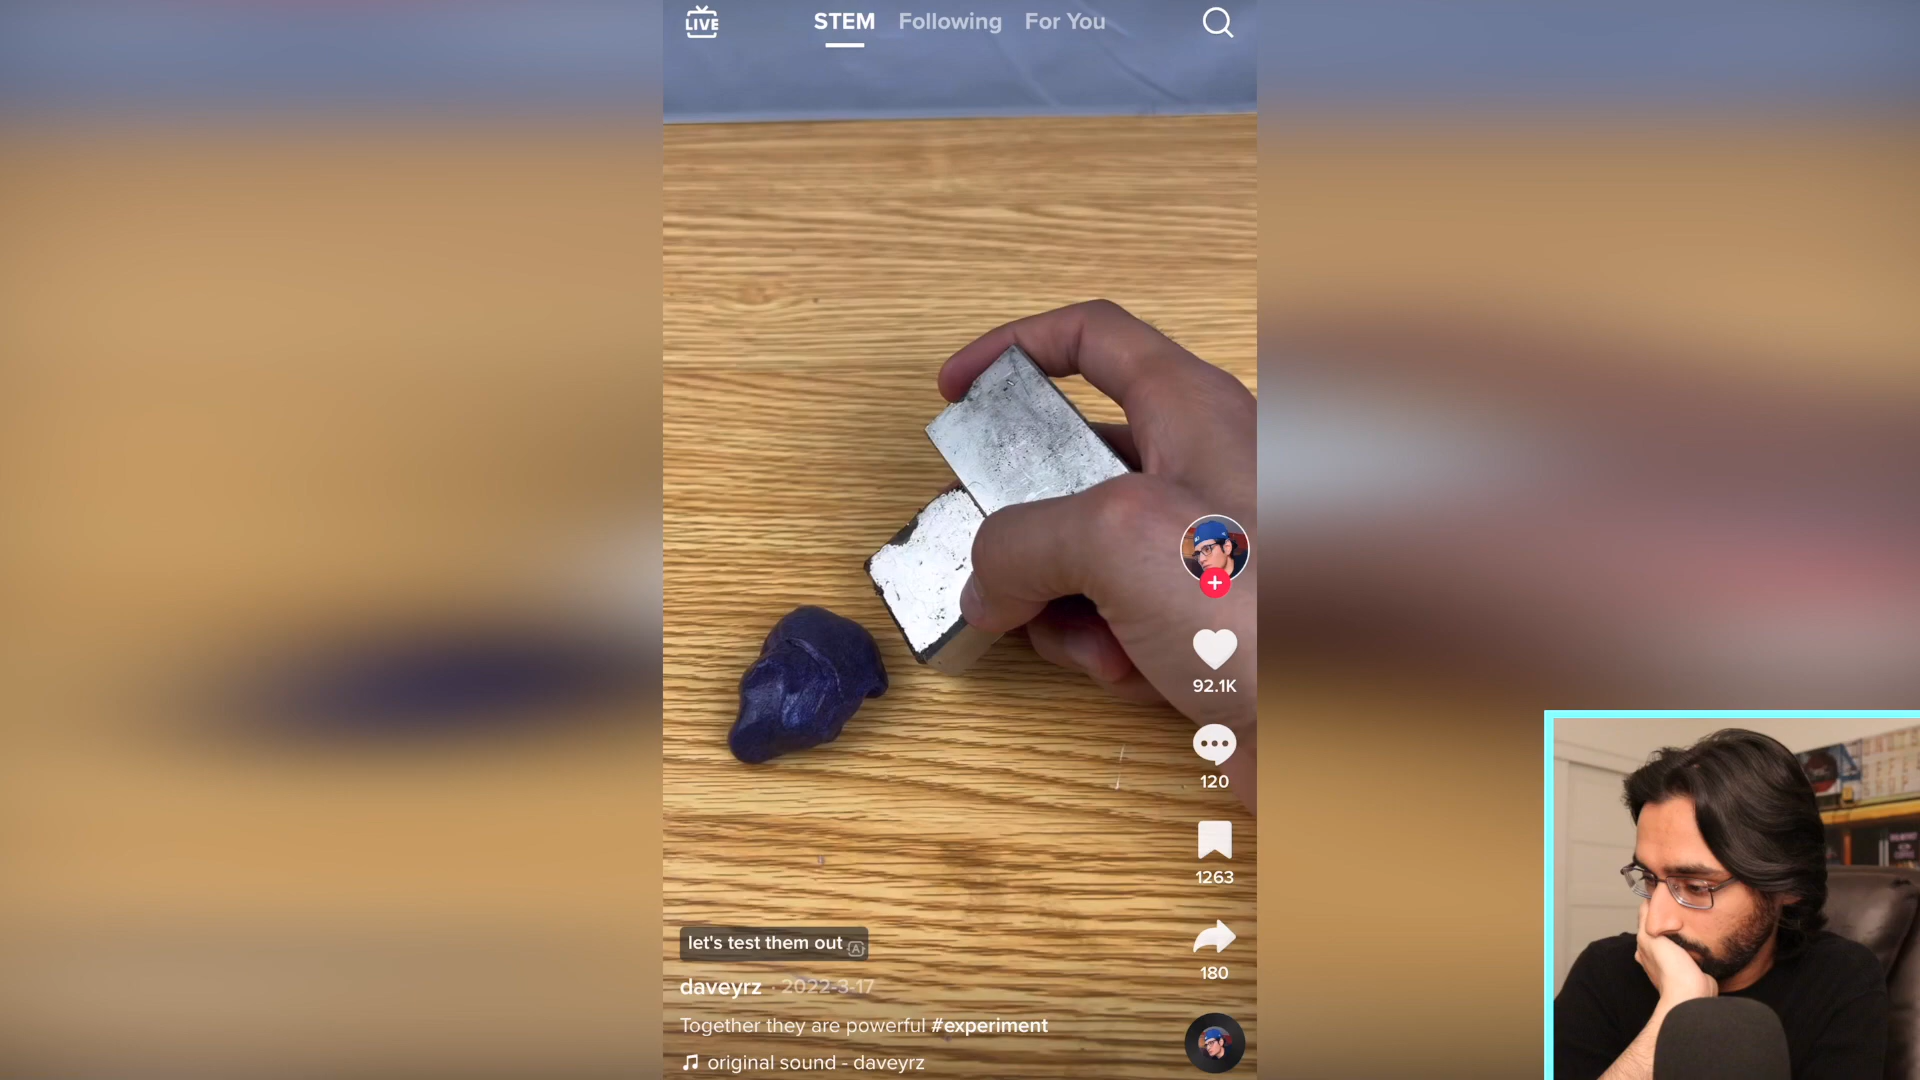 LIVE
STEM Following For You
92.1K
120
1263
180
let's test them out
daveyrz · 2022-3-17
Together they are powerful #experiment
original sound - daveyrz